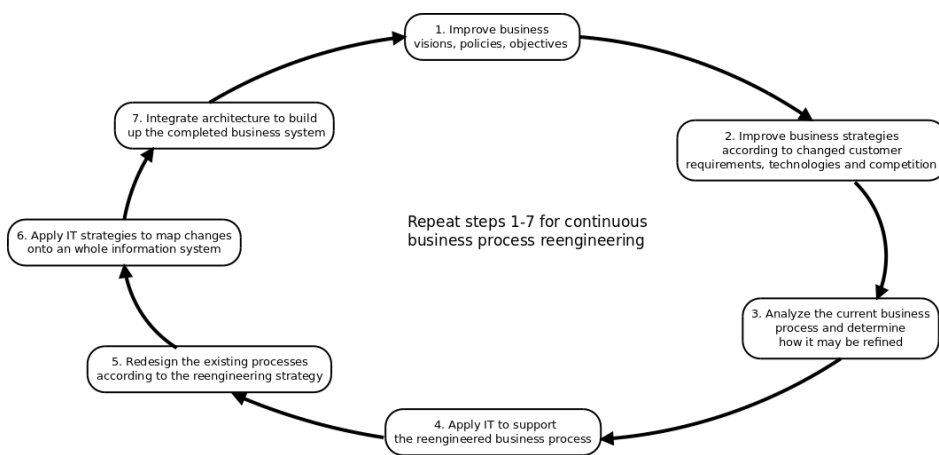 1. Improve business
visions, policies, objectives
2. Improve business strategies
according to changed customer
requirements, technologies and competition
3. Analyze the current business
process and determine
how it may be refined
4. Apply IT to support
the reengineered business process
5. Redesign the existing processes
according to the reengineering strategy
6. Apply IT strategies to map changes
onto an whole information system
7. Integrate architecture to build
up the completed business system
Repeat steps 1-7 for continuous
business process reengineering